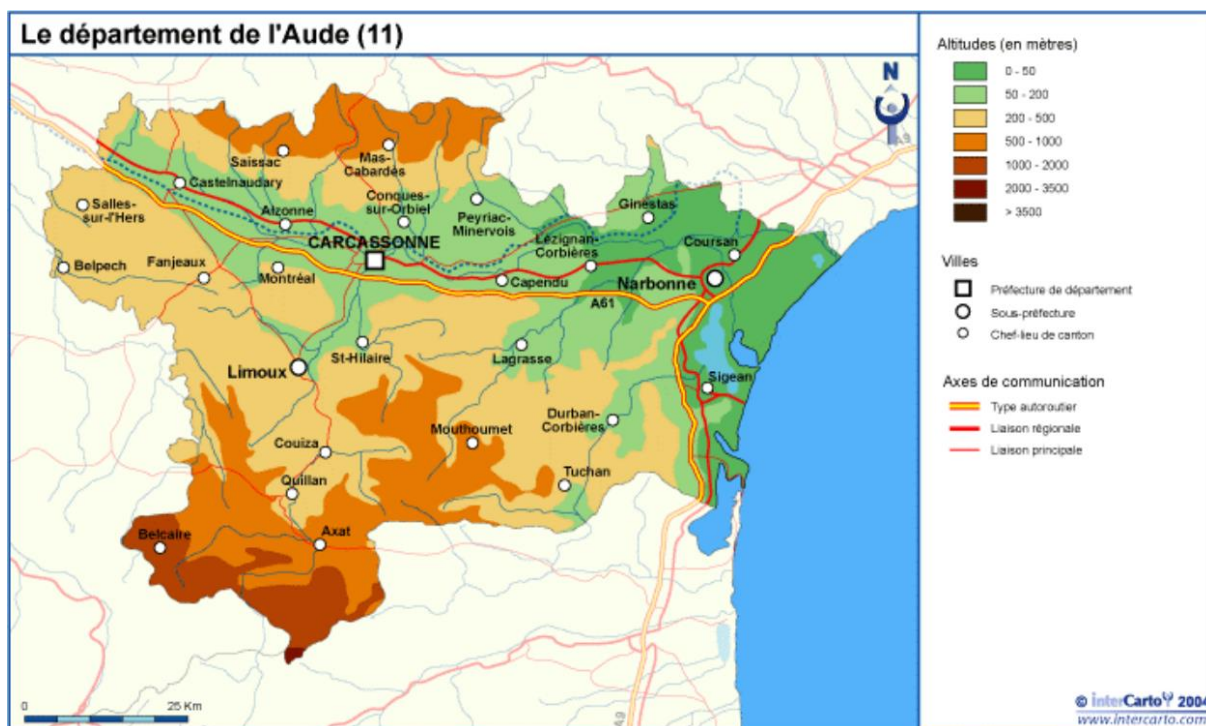 Le département de l'Aude (11)
N
A9
Saissac
Mas-
Cabardès
Castelnaudary
Salles-
sur-l'Hers
Alzonne
Conques-
sur-Orbiel
Peyriac-
Minervois
Ginestas
CARCASSONNE
Lézignan-
Corbières
Coursan
Belpech
Fanjeaux
Montréal
Capendu
Narbonne
A61
St-Hilaire
Lagrasse
Limoux
Sigean
Durban-
Corbières
Couiza
Mouthoumet
Quillan
Tuchan
Belcaire
Axat
0
25 Km
A9
Altitudes (en mètres)
0 - 50
50 - 200
200 - 500
500 - 1000
1000 - 2000
2000 - 3500
> 3500
Villes
Préfecture de département
Sous-préfecture
Chef-lieu de canton
Axes de communication
Type autoroutier
Liaison régionale
Liaison principale
© interCarto 2004
www.intercarto.com